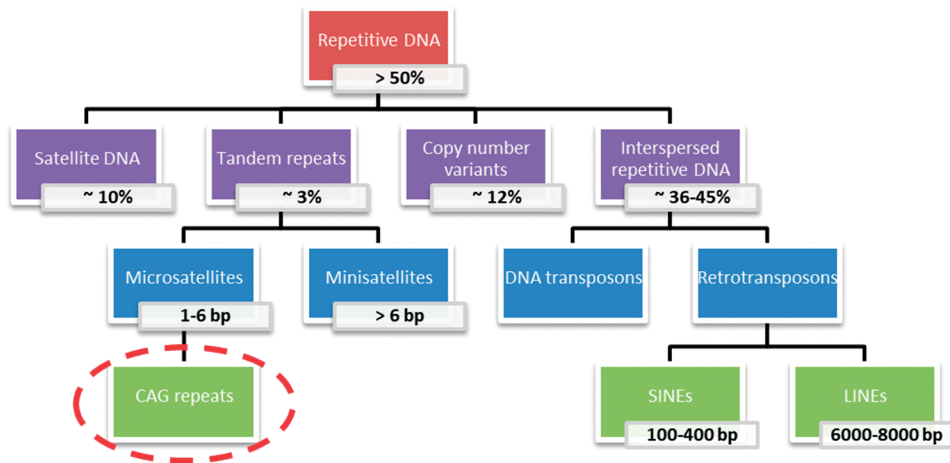 Repetitive DNA
> 50%
Satellite DNA
~ 10%
Tandem repeats
~ 3%
Copy number
variants
~ 12%
Interspersed
repetitive DNA
~ 36-45%
Microsatellites
1-6 bp
Minisatellites
> 6 bp
DNA transposons
Retrotransposons
CAG repeats
SINEs
100-400 bp
LINEs
6000-8000 bp